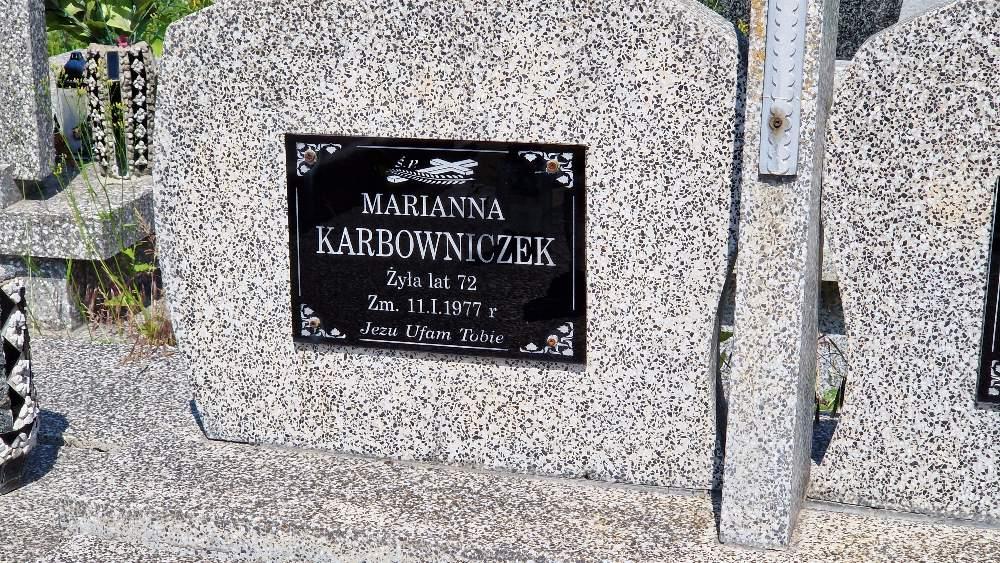 ś.p.
MARIANNA
KARBOWNICZEK
Żyła lat 72
Zm. 11.I.1977 r
Jezu Ufam Tobie